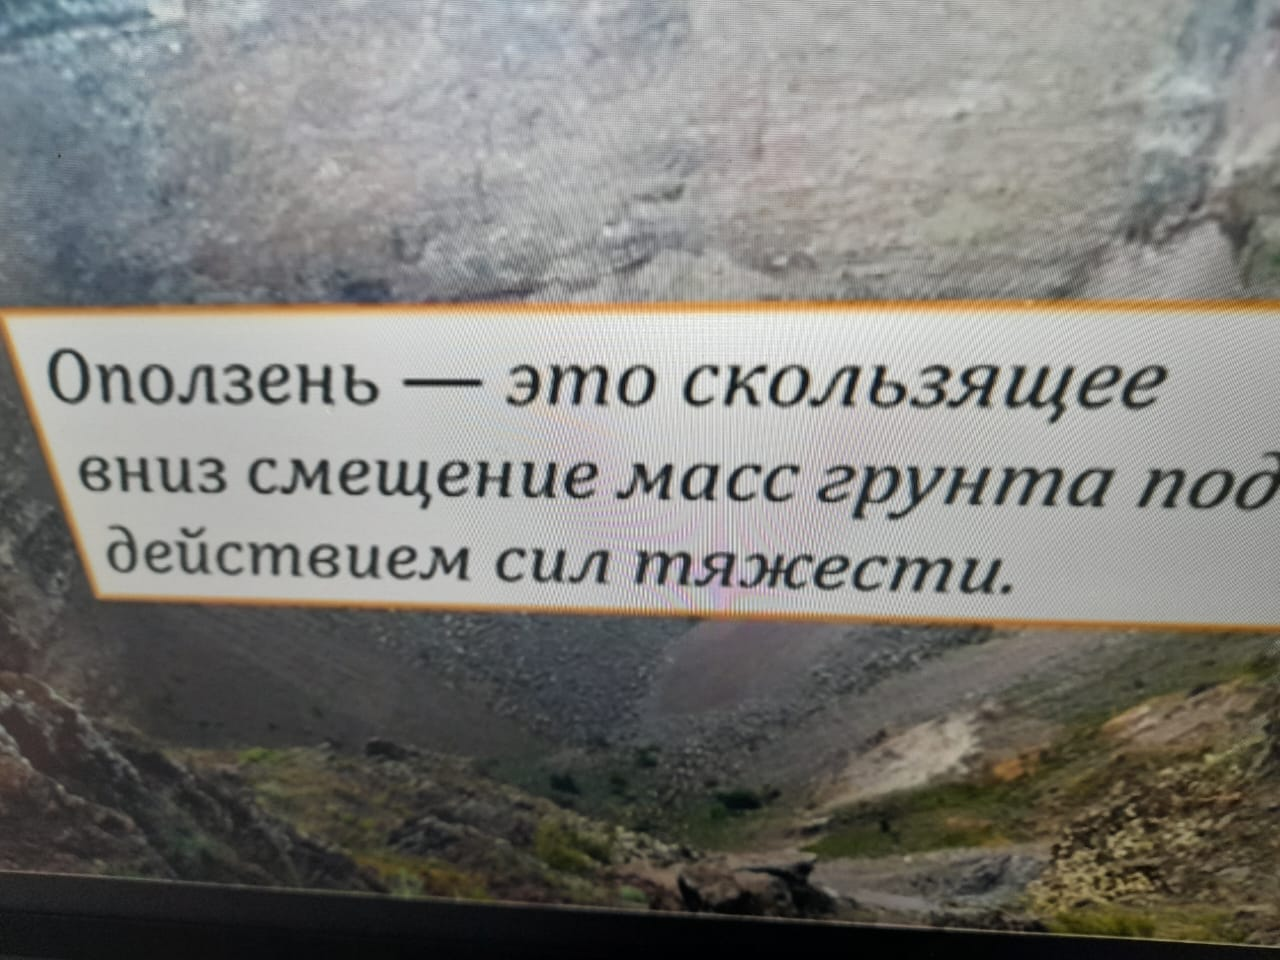 Оползень — это скользящее
вниз смещение масс грунта под
действием сил тяжести.